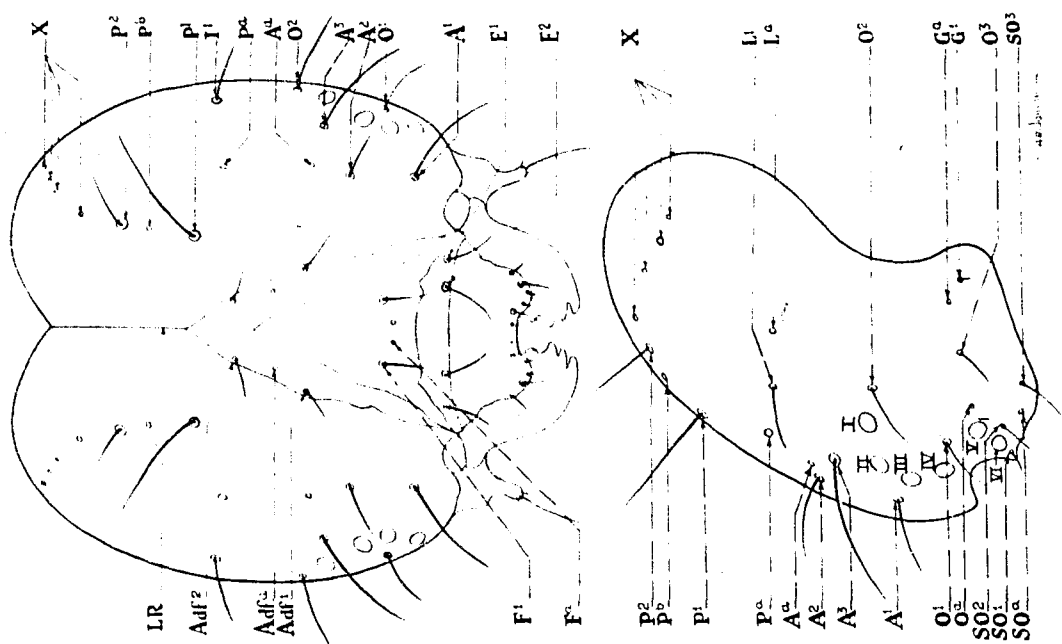 X
P²
Pᵇ
P¹
L¹
Pᵃ
Aᵃ
O²
A³
A²
O¹
A¹
E¹
E²
LR
Adf²
Adfᵃ
Adf¹
F¹
Fᵃ
X
L¹
Lᵃ
O²
Gᵃ
G¹
O³
SO³
I
II
III
IV
V
VI
P²
Pᵇ
P¹
Pᵃ
Aᵃ
A²
A³
A¹
O¹
Oᵃ
SO²
SO¹
SOᵃ